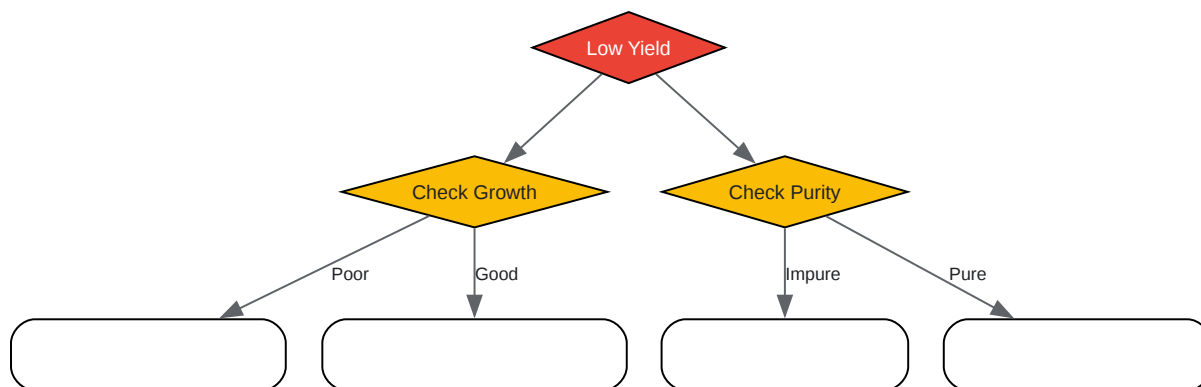 Low Yield
Check Growth
Check Purity
Poor
Good
Impure
Pure